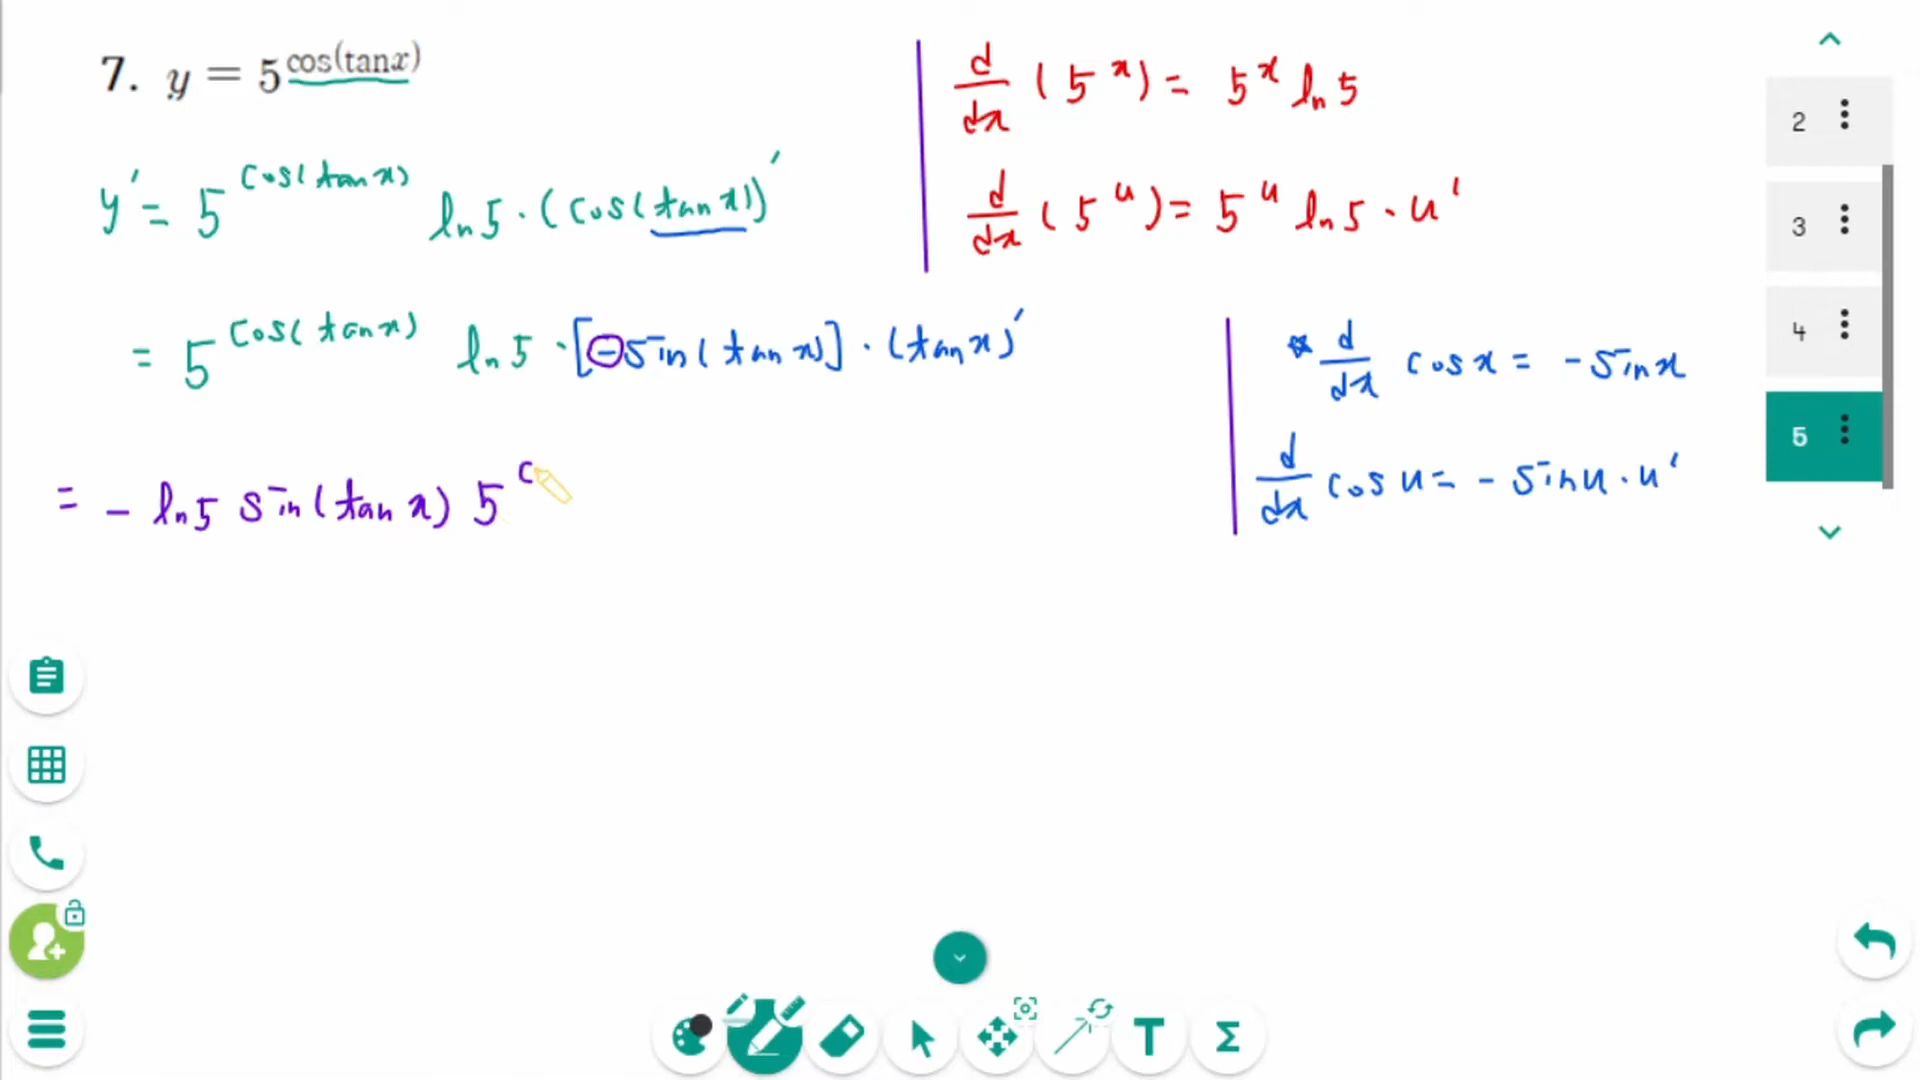 7. y = 5^cos(tanx)
y' = 5^cos(tan x) ln 5 · (cos(tan x))'
= 5^cos(tan x) ln 5 · [-sin(tan x)] · (tan x)'
= - ln 5 sin(tan x) 5^c
d/dx (5^x) = 5^x ln 5
d/dx (5^u) = 5^u ln 5 · u'
* d/dx cos x = - sin x
d/dx cos u = - sin u · u'
2
3
4
5
T
Σ